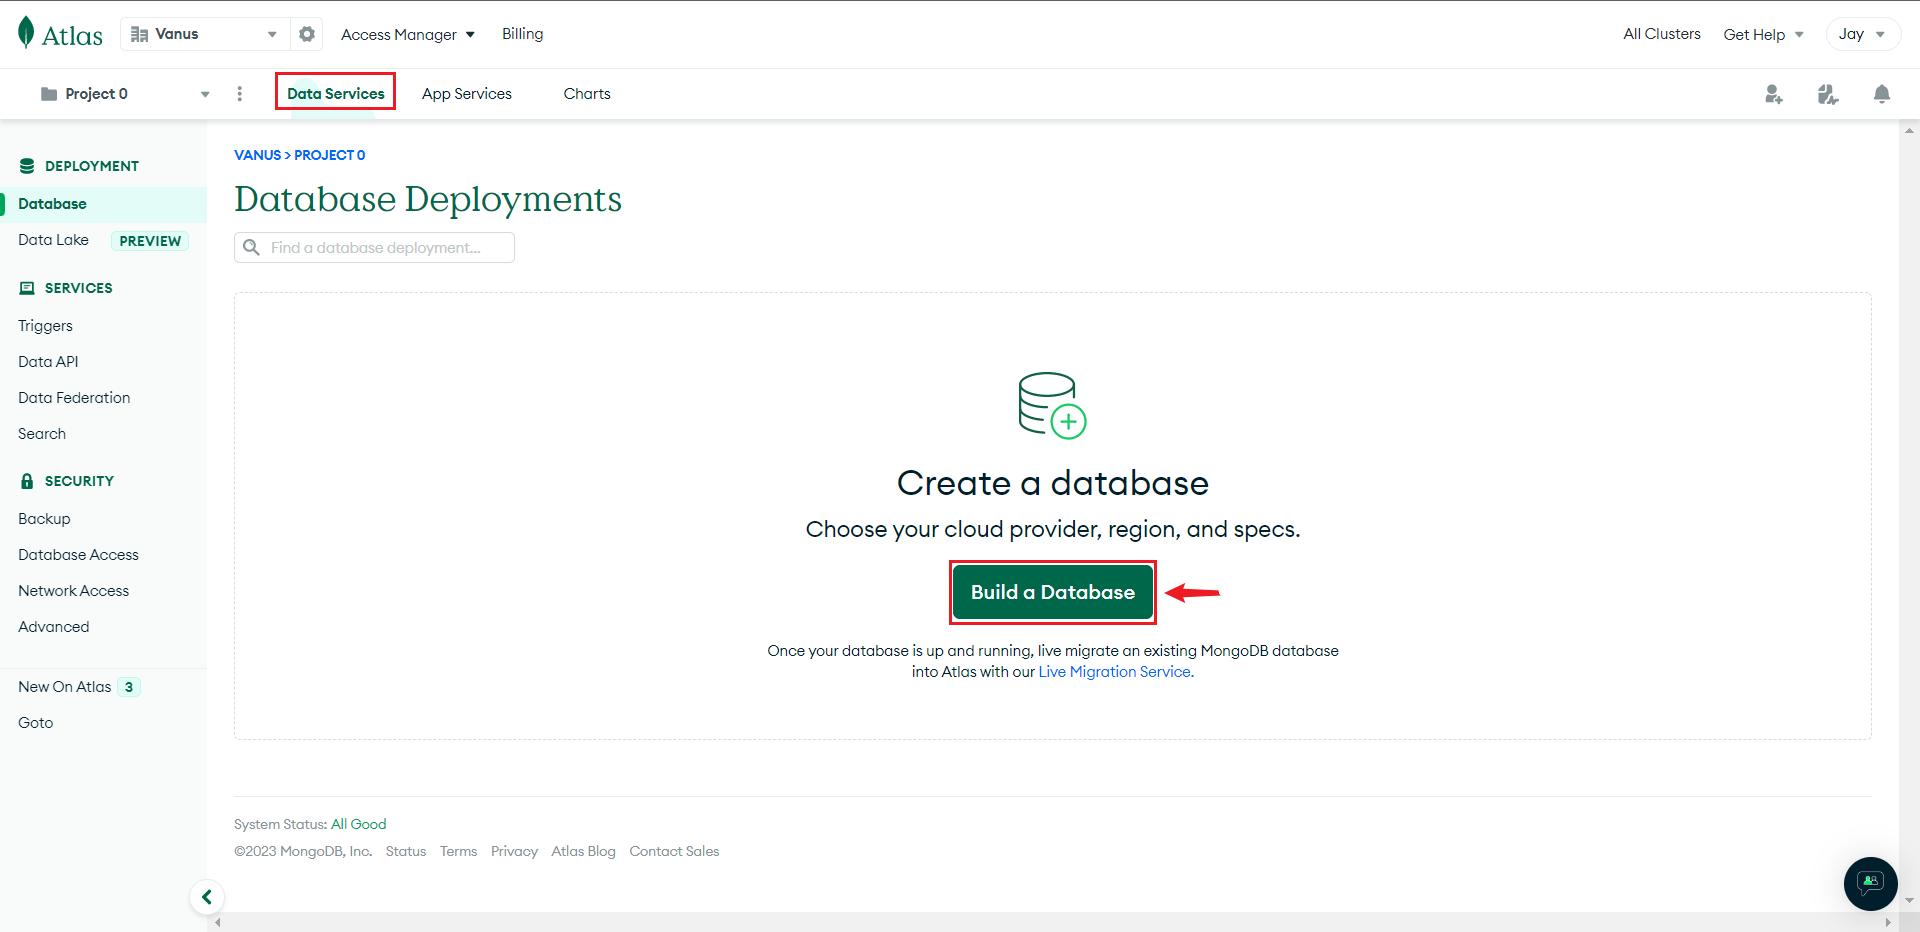 Atlas
Vanus
Access Manager
Billing
All Clusters
Get Help
Jay
Project 0
Data Services
App Services
Charts
DEPLOYMENT
Database
Data Lake PREVIEW
SERVICES
Triggers
Data API
Data Federation
Search
SECURITY
Backup
Database Access
Network Access
Advanced
New On Atlas 3
Goto
VANUS > PROJECT 0
Database Deployments
Find a database deployment...
Create a database
Choose your cloud provider, region, and specs.
Build a Database
Once your database is up and running, live migrate an existing MongoDB database
into Atlas with our Live Migration Service.
System Status: All Good
©2023 MongoDB, Inc. Status Terms Privacy Atlas Blog Contact Sales